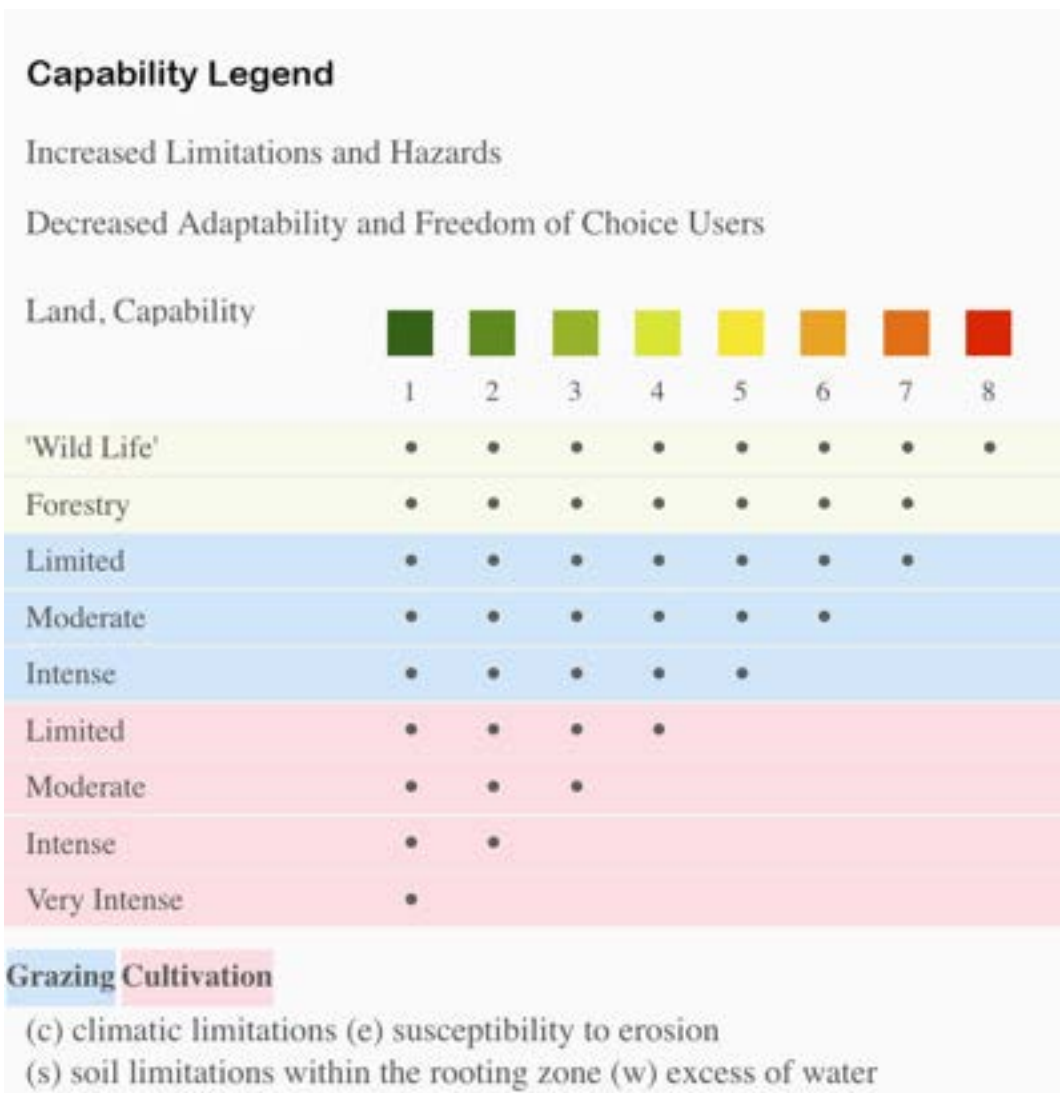 Capability Legend
Increased Limitations and Hazards
Decreased Adaptability and Freedom of Choice Users
Land, Capability
1 2 3 4 5 6 7 8
'Wild Life' • • • • • • • •
Forestry • • • • • • •
Limited • • • • • • •
Moderate • • • • • •
Intense • • • • •
Limited • • • •
Moderate • • •
Intense • •
Very Intense •
Grazing Cultivation
(c) climatic limitations (e) susceptibility to erosion
(s) soil limitations within the rooting zone (w) excess of water